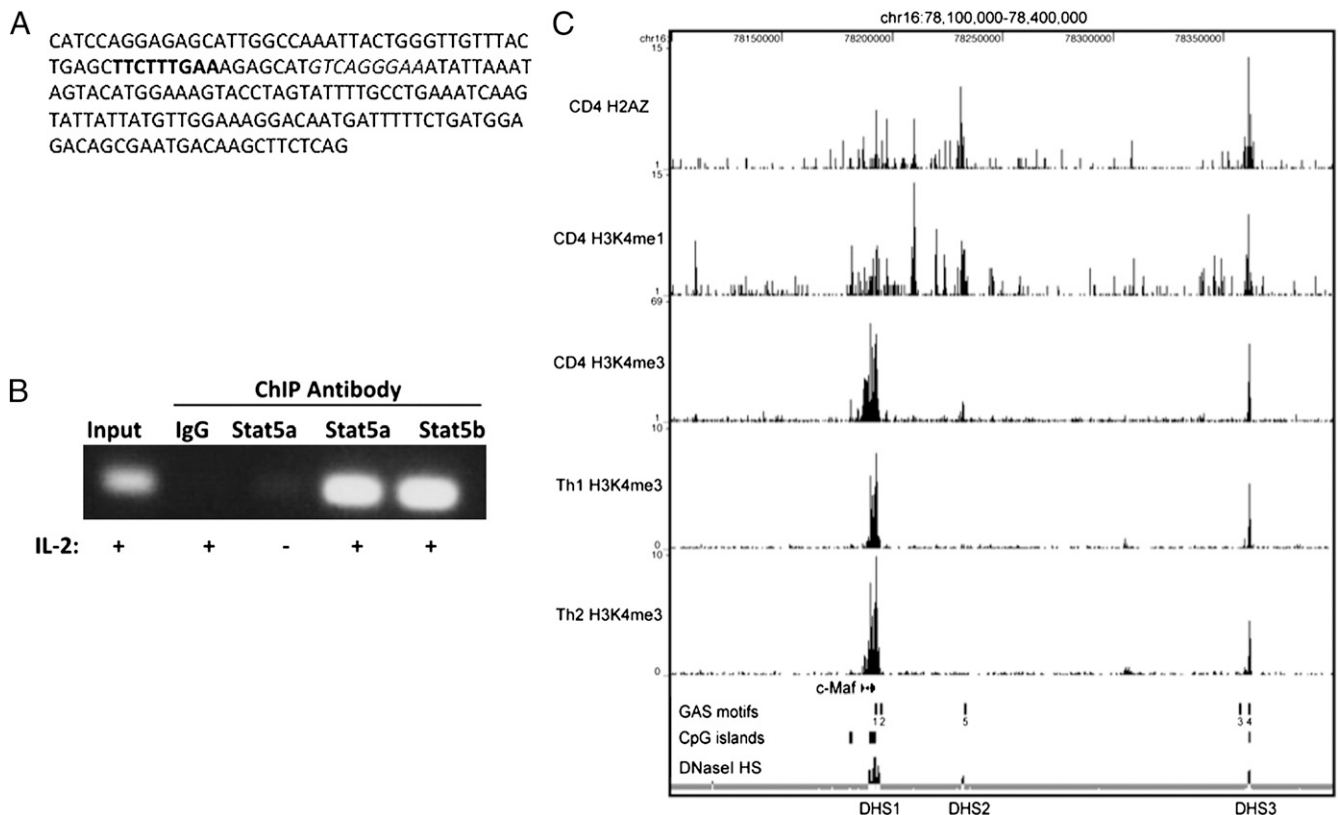 A
CATCCAGGAGAGCATTGGCCAAATTACTGGGTTGTTTAC
TGAGCTTCTTTGAAAGAGCATGTCAGGGAAATATTAAAT
AGTACATGGAAAGTACCTAGTATTTTGCCTGAAATCAAG
TATTATTATGTTGGAAAGGACAATGATTTTTCTGATGGA
GACAGCGAATGACAAGCTTCTCAG
B
ChIP Antibody
Input IgG Stat5a Stat5a Stat5b
IL-2: + + - + +
C
chr16:78,100,000-78,400,000
chr16: 78150000 78200000 78250000 78300000 78350000
15
CD4 H2AZ
1
15
CD4 H3K4me1
1
69
CD4 H3K4me3
1
10
Th1 H3K4me3
0
10
Th2 H3K4me3
0
c-Maf
GAS motifs
1 2 5 3 4
CpG islands
DNaseI HS
DHS1 DHS2 DHS3